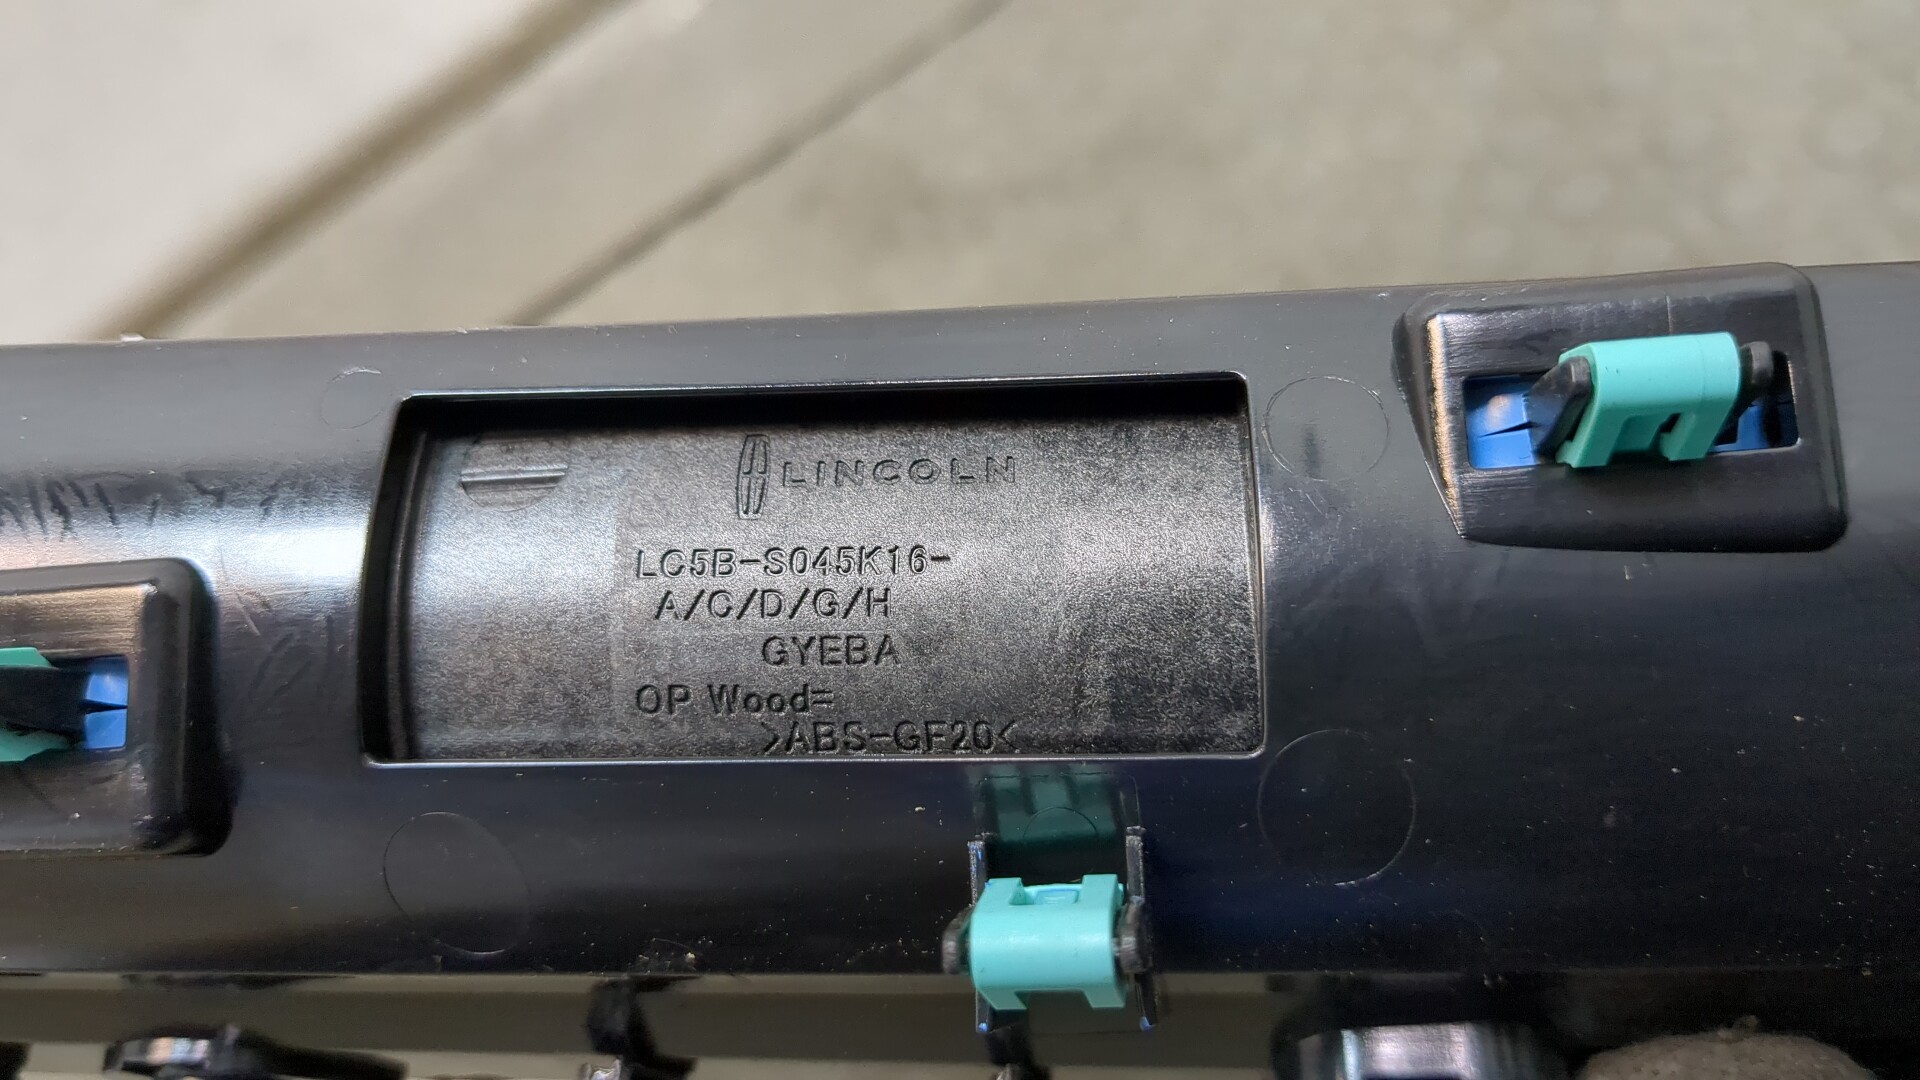 LINCOLN
LC5B-S045K16-
A/C/D/G/H
GYEBA
OP Wood=
>ABS-GF20<